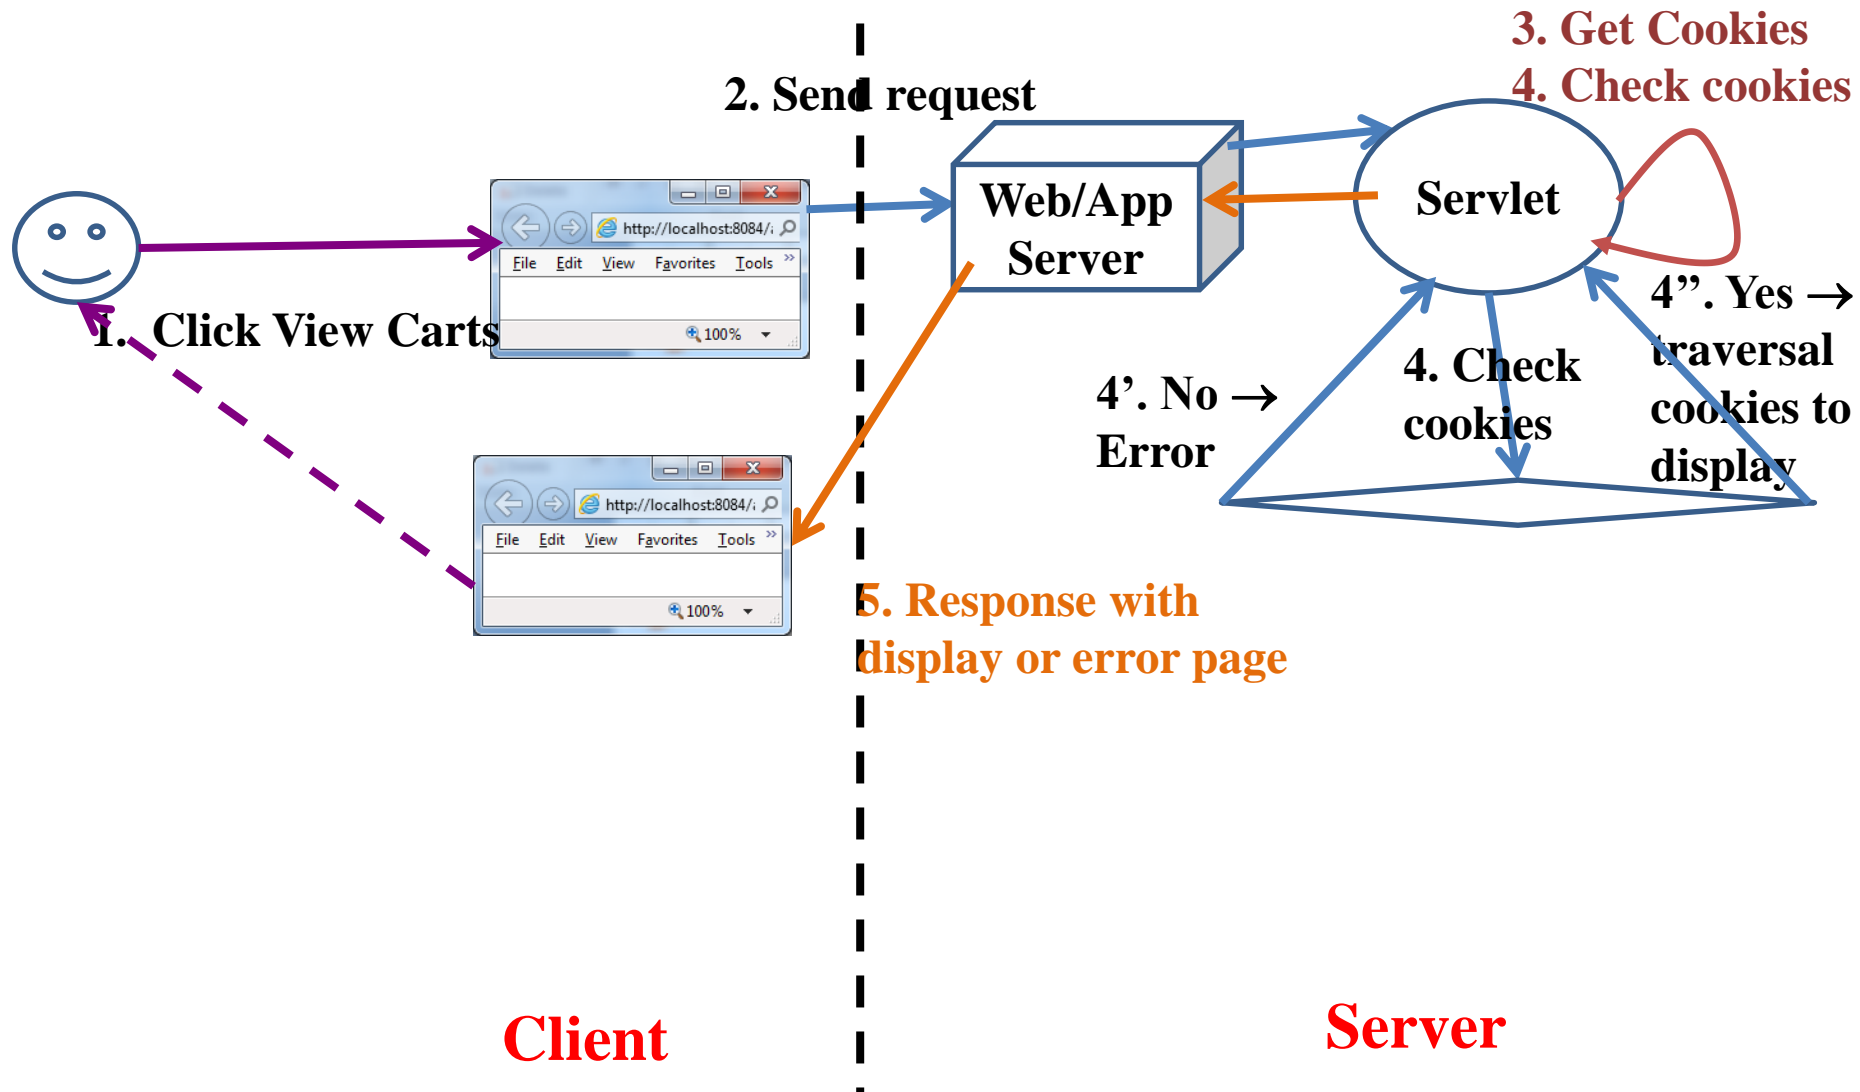 3. Get Cookies
4. Check cookies
2. Send request
Web/App
Server
Servlet
http://localhost:8084/
File Edit View Favorites Tools »
100%
1. Click View Carts
4’’. Yes →
traversal
cookies to
display
4. Check
cookies
4’. No →
Error
http://localhost:8084/
File Edit View Favorites Tools »
100%
5. Response with
display or error page
Client
Server